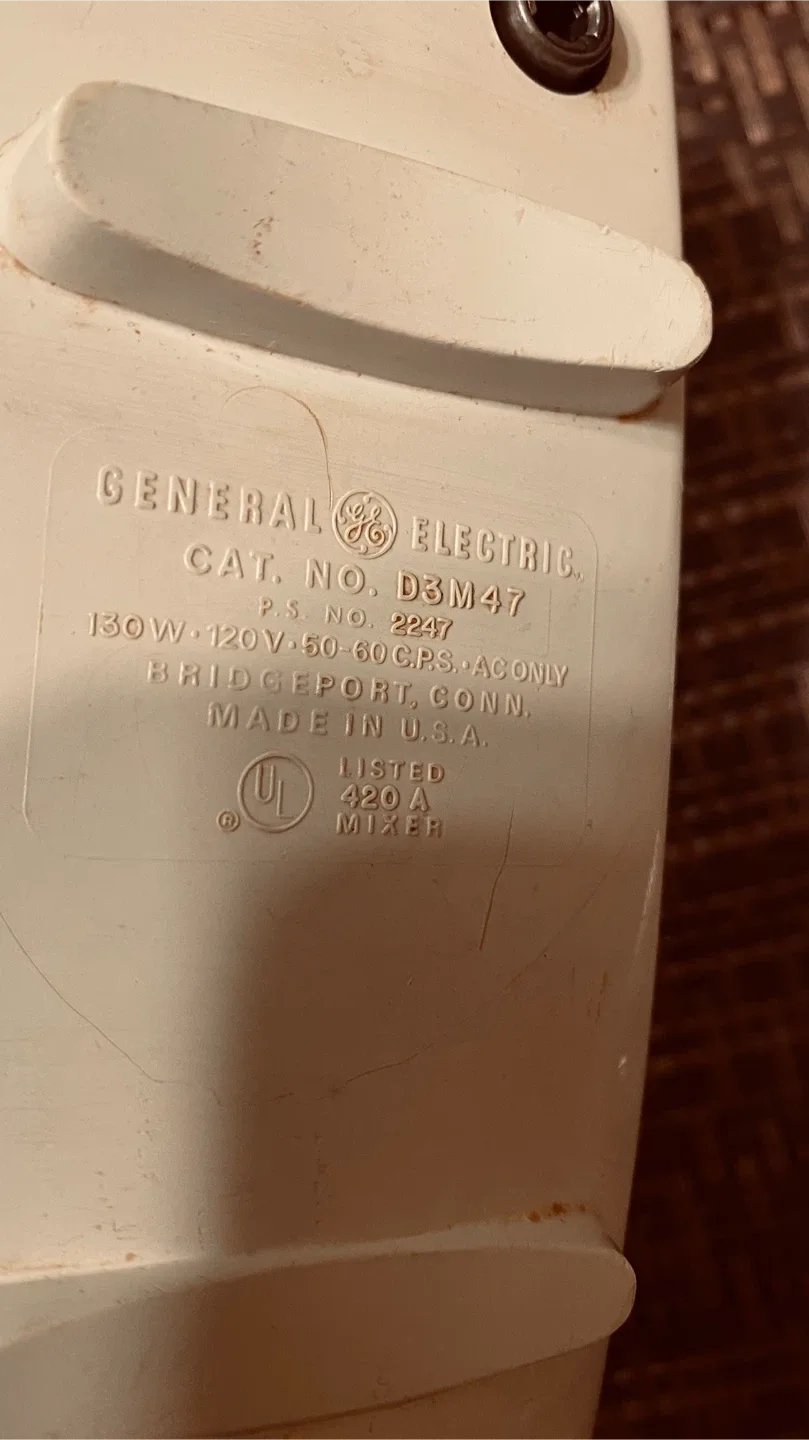 GENERAL GE ELECTRIC
CAT. NO. D3M47
P.S. NO. 2247
130W·120V·50-60 C.P.S.·AC ONLY
BRIDGEPORT, CONN.
MADE IN U.S.A.
UL LISTED
420 A
® MIXER